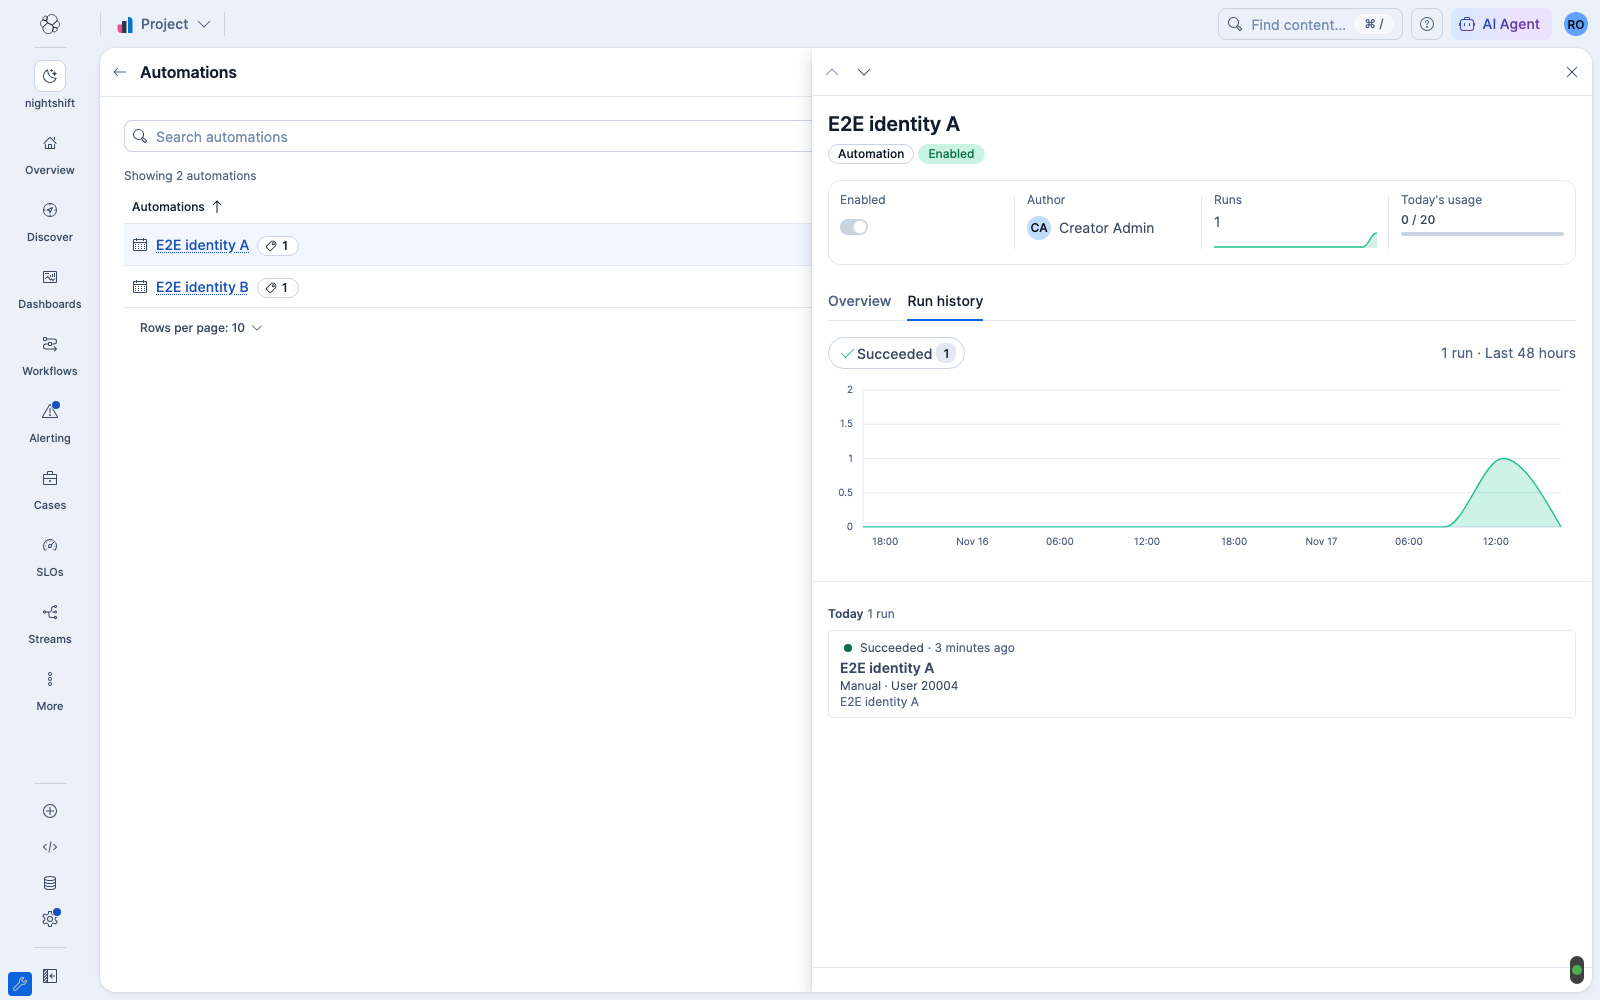 Project
Find content...
⌘ /
AI Agent
RO
nightshift
Overview
Discover
Dashboards
Workflows
Alerting
Cases
SLOs
Streams
More
Automations
Search automations
Showing 2 automations
Automations
E2E identity A
1
E2E identity B
1
Rows per page: 10
E2E identity A
Automation
Enabled
Enabled
Author
CA
Creator Admin
Runs
1
Today's usage
0 / 20
Overview
Run history
Succeeded 1
1 run · Last 48 hours
2
1.5
1
0.5
0
18:00
Nov 16
06:00
12:00
18:00
Nov 17
06:00
12:00
Today 1 run
Succeeded · 3 minutes ago
E2E identity A
Manual · User 20004
E2E identity A